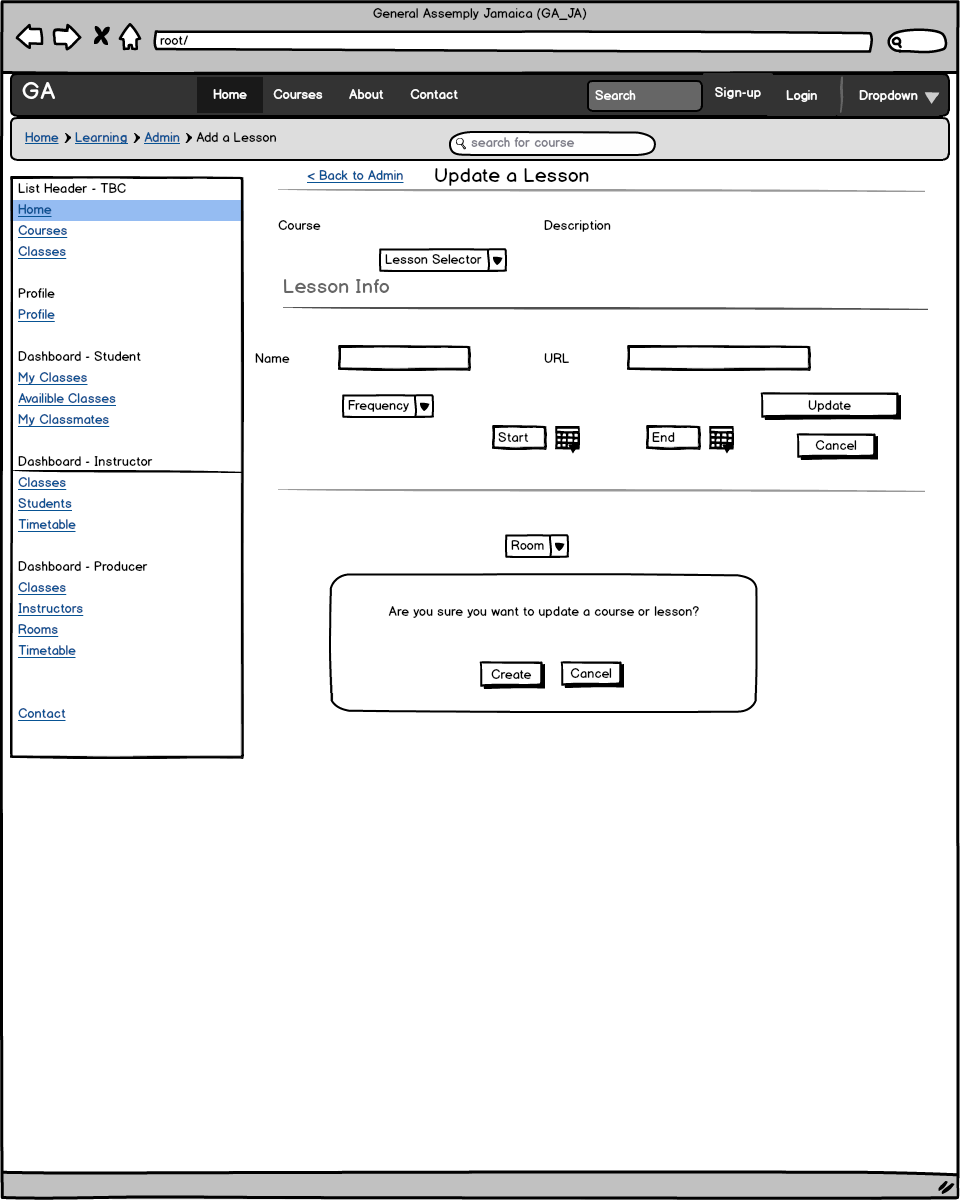 General Assemply Jamaica (GA_JA)
root/
GA
Home Courses About Contact Search Sign-up Login Dropdown
Home Learning Admin Add a Lesson search for course
List Header - TBC
Home
Courses
Classes
Profile
Profile
Dashboard - Student
My Classes
Availible Classes
My Classmates
Dashboard - Instructor
Classes
Students
Timetable
Dashboard - Producer
Classes
Instructors
Rooms
Timetable
Contact
< Back to Admin Update a Lesson
Course Description
Lesson Selector
Lesson Info
Name URL
Frequency Update
Start End Cancel
Room
Are you sure you want to update a course or lesson?
Create Cancel